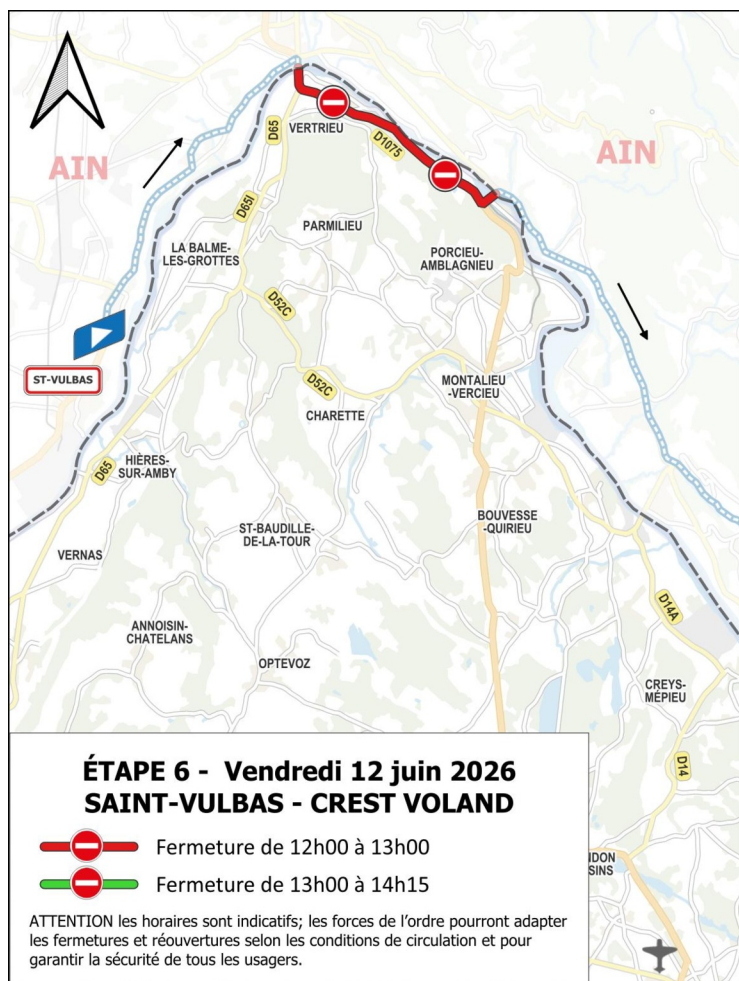 AIN
AIN
D65
VERTRIEU
D1075
D65I
PARMILIEU
LA BALME-
LES-GROTTES
PORCIEU-
AMBLAGNIEU
D52C
ST-VULBAS
D52C
MONTALIEU
-VERCIEU
CHARETTE
HIÈRES-
SUR-AMBY
D65
ST-BAUDILLE-
DE-LA-TOUR
BOUVESSE
-QUIRIEU
VERNAS
D14A
ANNOISIN-
CHATELANS
OPTEVOZ
CREYS-
MÉPIEU
D14
ÉTAPE 6 - Vendredi 12 juin 2026
SAINT-VULBAS - CREST VOLAND
Fermeture de 12h00 à 13h00
Fermeture de 13h00 à 14h15
NDON
SINS
ATTENTION les horaires sont indicatifs; les forces de l'ordre pourront adapter
les fermetures et réouvertures selon les conditions de circulation et pour
garantir la sécurité de tous les usagers.